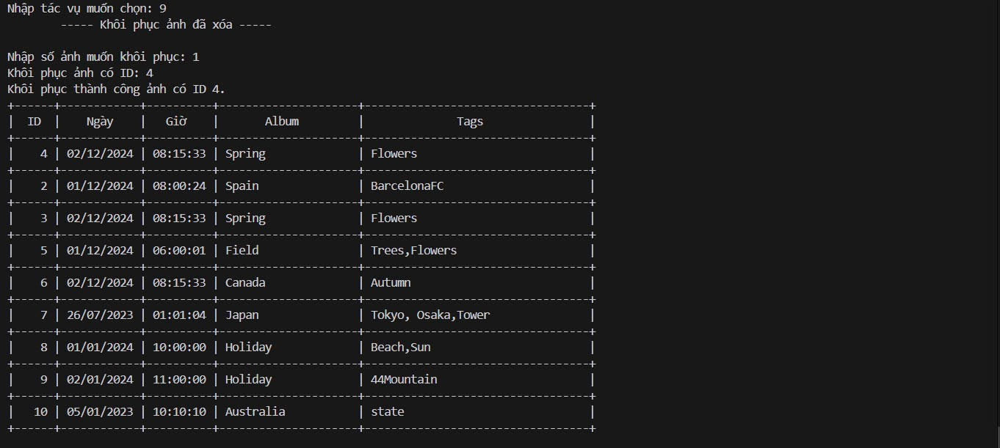 Nhập tác vụ muốn chọn: 9
----- Khôi phục ảnh đã xóa -----
Nhập số ảnh muốn khôi phục: 1
Khôi phục ảnh có ID: 4
Khôi phục thành công ảnh có ID 4.
+------+------------+----------+---------------------+----------------------------------+
|  ID  |    Ngày    |   Giờ    |       Album         |              Tags                |
+------+------------+----------+---------------------+----------------------------------+
|    4 | 02/12/2024 | 08:15:33 | Spring              | Flowers                          |
+------+------------+----------+---------------------+----------------------------------+
|    2 | 01/12/2024 | 08:00:24 | Spain               | BarcelonaFC                      |
+------+------------+----------+---------------------+----------------------------------+
|    3 | 02/12/2024 | 08:15:33 | Spring              | Flowers                          |
+------+------------+----------+---------------------+----------------------------------+
|    5 | 01/12/2024 | 06:00:01 | Field               | Trees,Flowers                    |
+------+------------+----------+---------------------+----------------------------------+
|    6 | 02/12/2024 | 08:15:33 | Canada              | Autumn                           |
+------+------------+----------+---------------------+----------------------------------+
|    7 | 26/07/2023 | 01:01:04 | Japan               | Tokyo, Osaka,Tower               |
+------+------------+----------+---------------------+----------------------------------+
|    8 | 01/01/2024 | 10:00:00 | Holiday             | Beach,Sun                        |
+------+------------+----------+---------------------+----------------------------------+
|    9 | 02/01/2024 | 11:00:00 | Holiday             | 44Mountain                       |
+------+------------+----------+---------------------+----------------------------------+
|   10 | 05/01/2023 | 10:10:10 | Australia           | state                            |
+------+------------+----------+---------------------+----------------------------------+